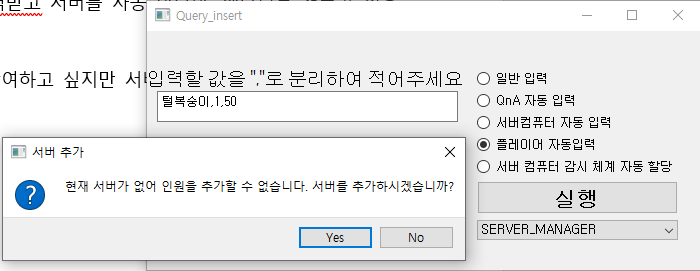 서버를 자동
Query_insert
여하고 싶지만 서
입력할 값을 ","로 분리하여 적어주세요
털복숭이,1,50
일반 입력
QnA 자동 입력
서버컴퓨터 자동 입력
플레이어 자동입력
서버 컴퓨터 감시 체계 자동 할당
실행
SERVER_MANAGER
서버 추가
현재 서버가 없어 인원을 추가할 수 없습니다. 서버를 추가하시겠습니까?
Yes
No